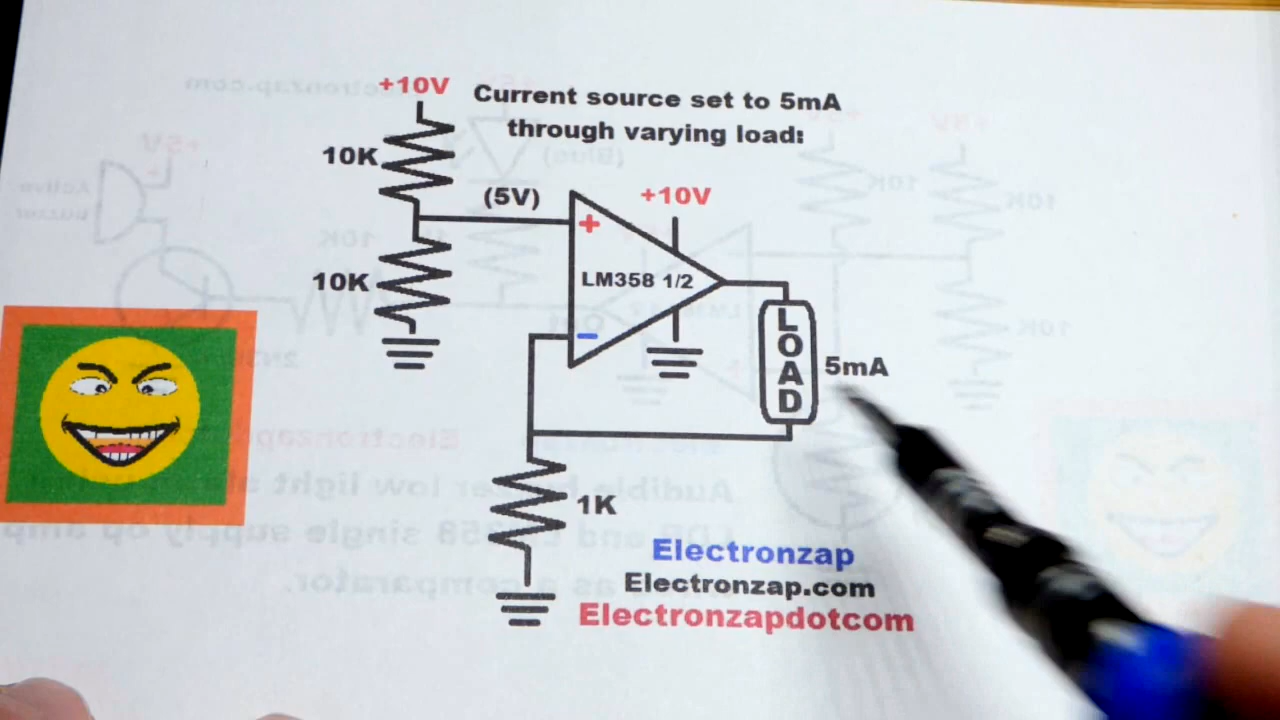 +10V
Current source set to 5mA
through varying load:
10K
(5V)
+10V
+
LM358 1/2
10K
-
LOAD
5mA
1K
Electronzap
Electronzap.com
Electronzapdotcom